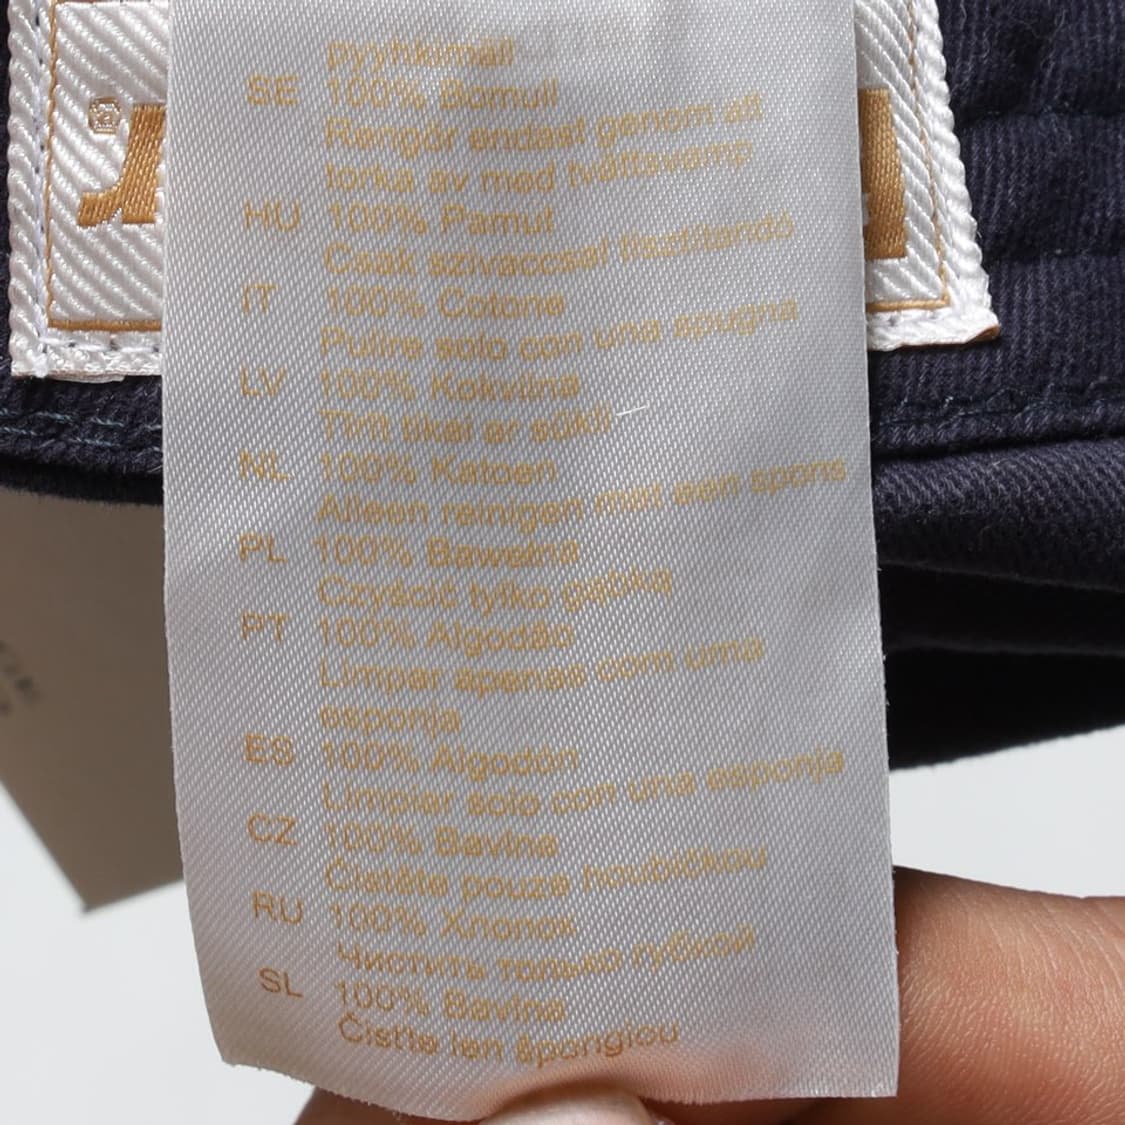 pyyhkimäll
SE 100% Bomull
Rengör endast genom att
torka av med tvättsvamp
HU 100% Pamut
Csak szivaccsal tisztítandó
IT 100% Cotone
Pulire solo con una spugna
LV 100% Kokvilna
Tīrīt tikai ar sūkli
NL 100% Katoen
Alleen reinigen met een spons
PL 100% Bawełna
Czyścić tylko gąbką
PT 100% Algodão
Limpar apenas com uma
esponja
ES 100% Algodón
Limpiar solo con una esponja
CZ 100% Bavlna
Čistěte pouze houbičkou
RU 100% Хлопок
Чистить только губкой
SL 100% Bavlna
Čisťte len špongiou